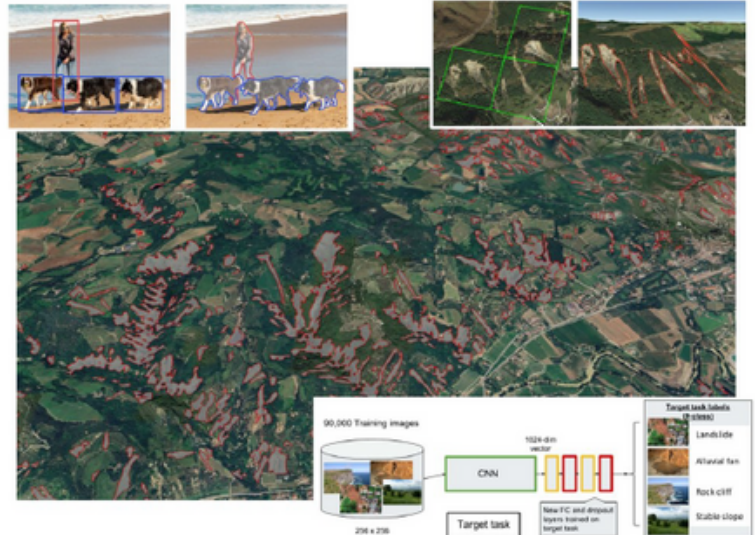 90,000 Training images
256 x 256
CNN
1024-dim
vector
New FC and dropout
layers trained on
target task
Target task
Target task labels
Landslide
Alluvial fan
Rock cliff
Stable slope